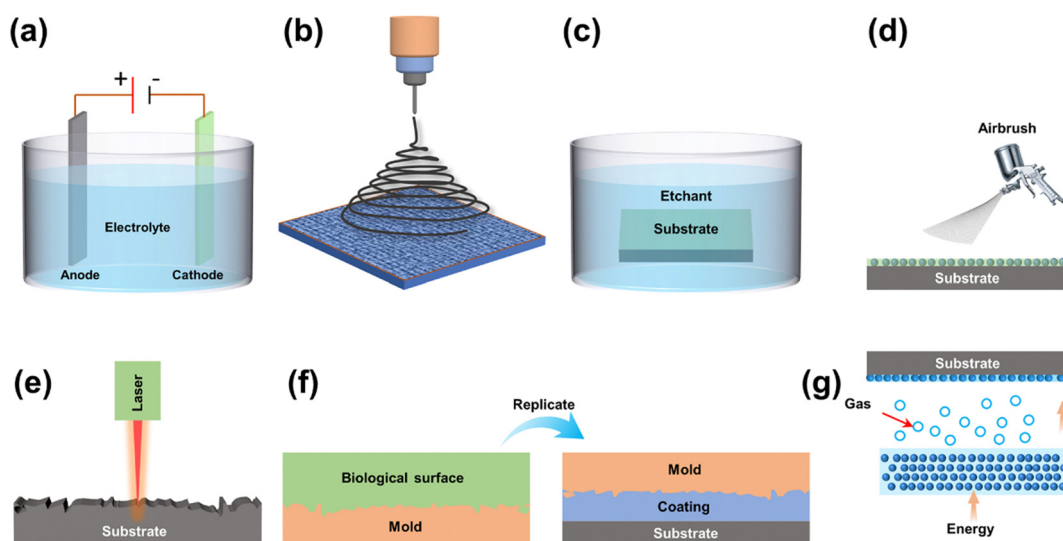 (a)
(b)
(c)
(d)
+ -
Airbrush
Etchant
Electrolyte
Substrate
Anode
Cathode
Substrate
(e)
(f)
(g)
Laser
Replicate
Substrate
Gas
Biological surface
Mold
Mold
Coating
Substrate
Substrate
Energy